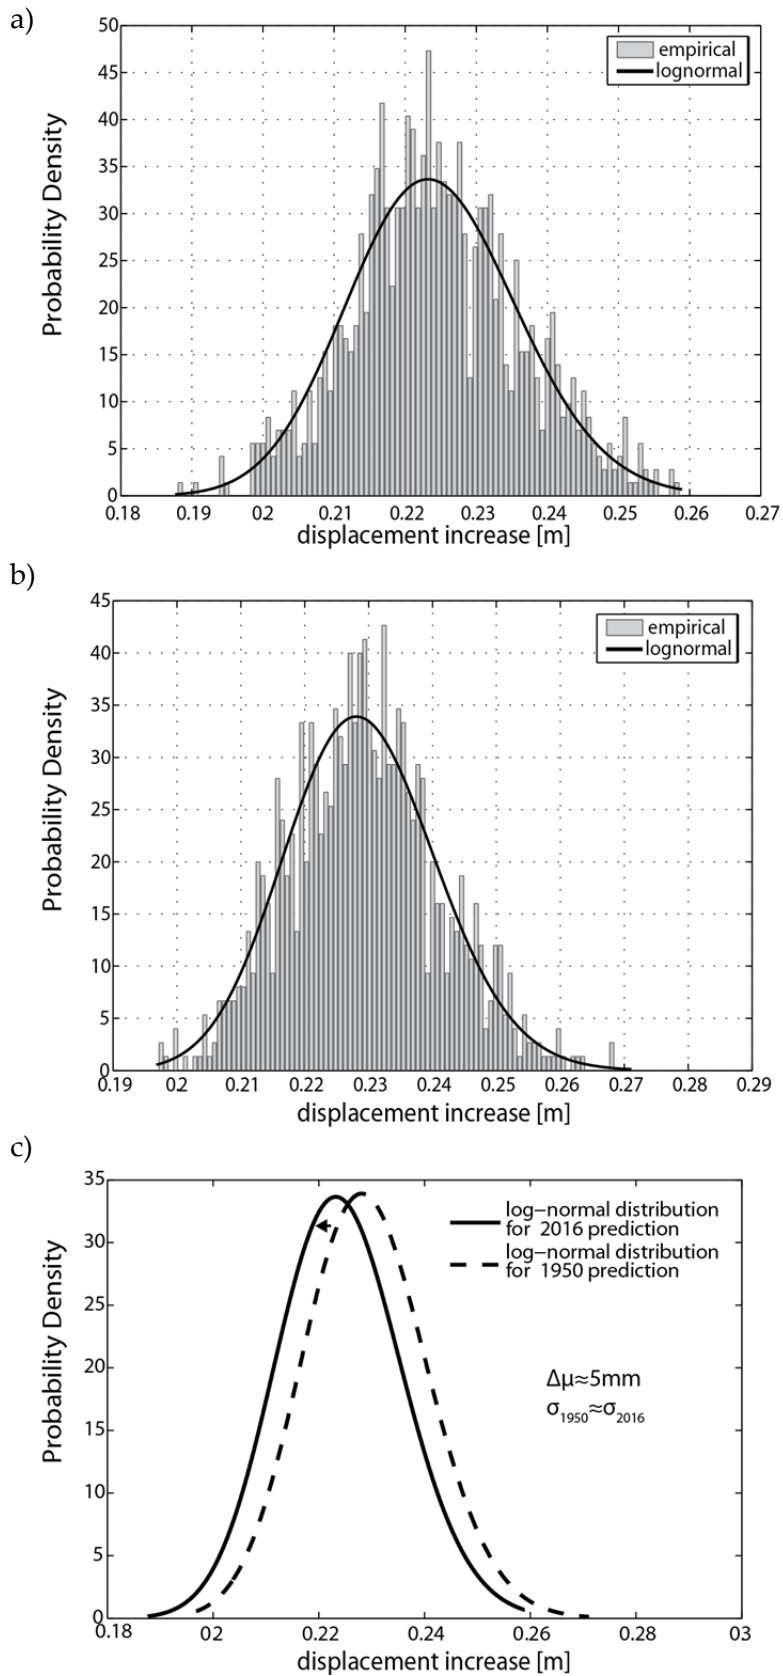 a)
50
45
40
35
30
25
20
15
10
5
0
Probability Density
empirical
lognormal
0.18 0.19 0.2 0.21 0.22 0.23 0.24 0.25 0.26 0.27
displacement increase [m]
b)
45
40
35
30
25
20
15
10
5
0
Probability Density
empirical
lognormal
0.19 0.2 0.21 0.22 0.23 0.24 0.25 0.26 0.27 0.28 0.29
displacement increase [m]
c)
35
30
25
20
15
10
5
0
Probability Density
log–normal distribution
for 2016 prediction
log–normal distribution
for 1950 prediction
Δμ≈5mm
σ1950≈σ2016
0.18 02 0.22 0.24 0.26 0.28 03
displacement increase [m]